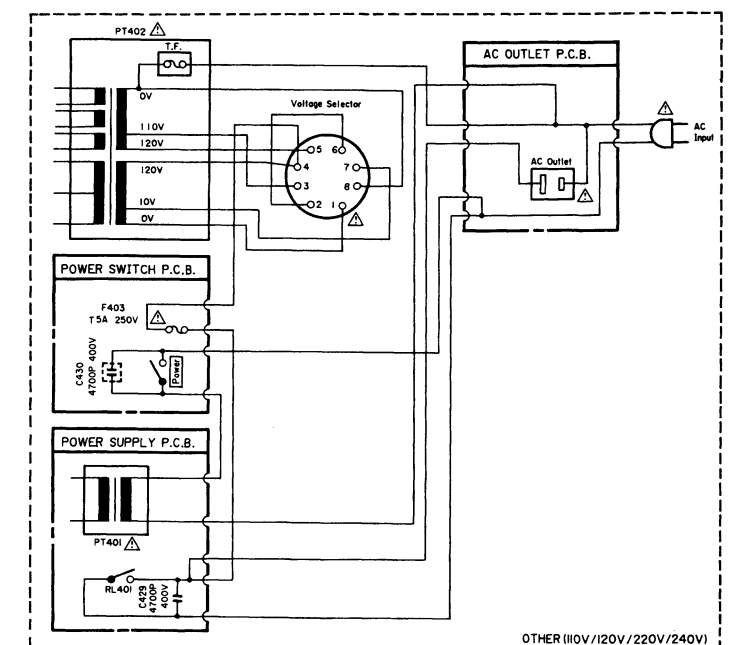 PT402
T.F.
0V
110V
120V
120V
10V
0V
Voltage Selector
5 6
4 7
3 8
2 1
AC OUTLET P.C.B.
AC Outlet
AC
Input
POWER SWITCH P.C.B.
F403
T5A 250V
C430
4700P 400V
Power
POWER SUPPLY P.C.B.
PT401
RL401
C429
4700P
400V
OTHER (110V/120V/220V/240V)